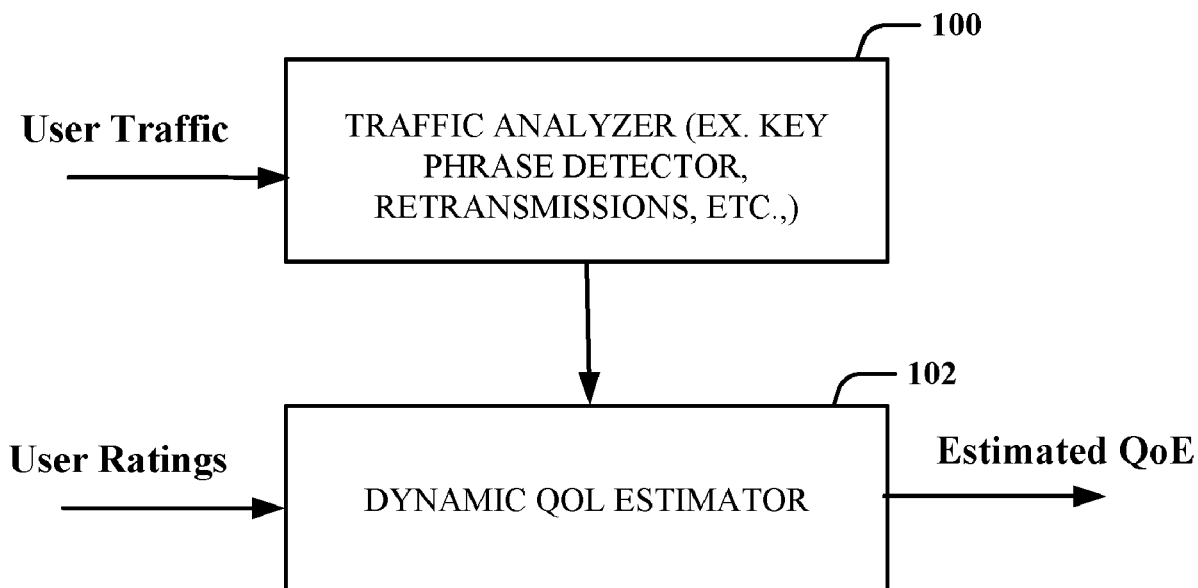 100
User Traffic
TRAFFIC ANALYZER (EX. KEY
PHRASE DETECTOR,
RETRANSMISSIONS, ETC.,)
102
User Ratings
Estimated QoE
DYNAMIC QOL ESTIMATOR